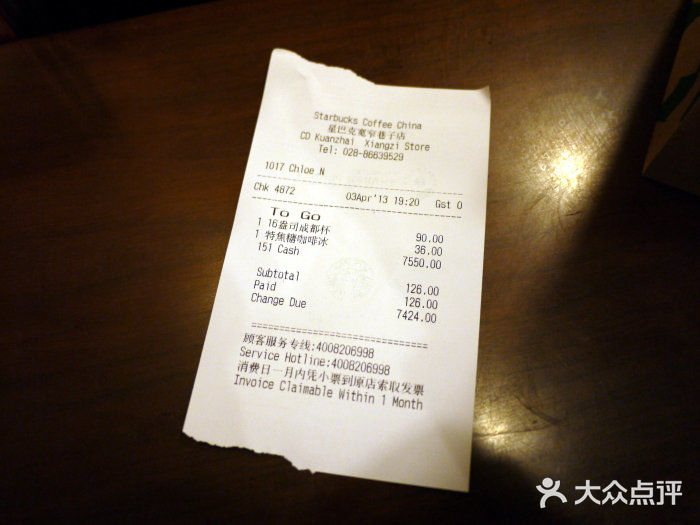 Starbucks Coffee China
星巴克宽窄巷子店
CD Kuanzhai Xiangzi Store
Tel: 028-86639529
1017 Chloe N
Chk 4872 03Apr'13 19:20 Gst 0
To Go
1 16盎司成都杯 90.00
1 特焦糖咖啡冰 36.00
151 Cash 7550.00
Subtotal 126.00
Paid 126.00
Change Due 7424.00
顾客服务专线:4008206998
Service Hotline:4008206998
消费日一月内凭小票到原店索取发票
Invoice Claimable Within 1 Month
大众点评